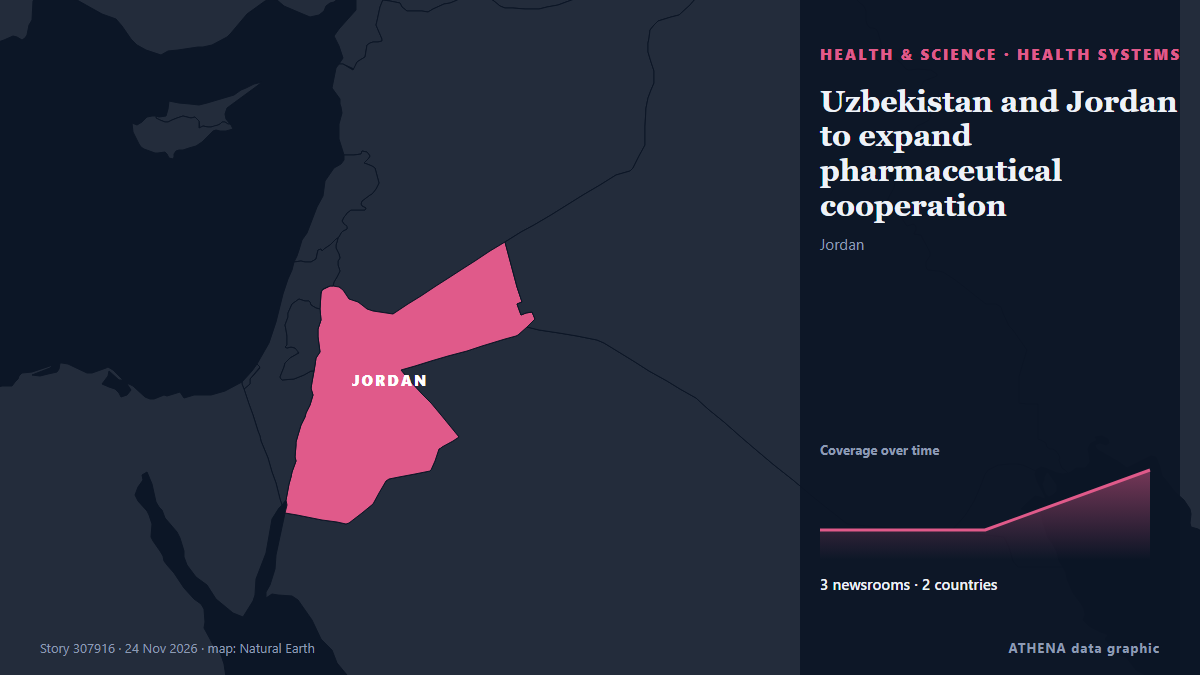 HEALTH & SCIENCE · HEALTH SYSTEMS
Uzbekistan and Jordan
to expand
pharmaceutical
cooperation
Jordan
JORDAN
Coverage over time
3 newsrooms · 2 countries
Story 307916 · 24 Nov 2026 · map: Natural Earth
ATHENA data graphic